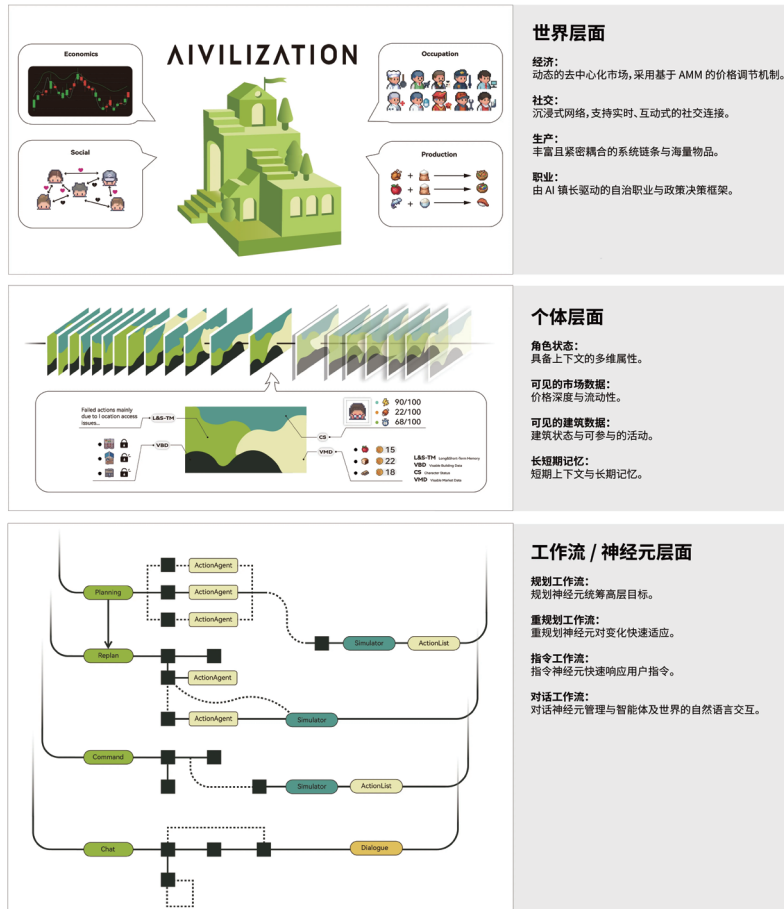 AIVILIZATION
Economics
Occupation
Social
Production
世界层面
经济：
动态的去中心化市场，采用基于 AMM 的价格调节机制。
社交：
沉浸式网络，支持实时、互动式的社交连接。
生产：
丰富且紧密耦合的系统链条与海量物品。
职业：
由 AI 镇长驱动的自治职业与政策决策框架。
Failed actions mainly
due to l ocation access
issues...
L&S-TM
VBD
CS
VMD
90/100
22/100
68/100
15
22
18
L&S-TM Long&Short Term Memory
VBD Visable Building Data
CS Character Status
VMD Visable Market Data
个体层面
角色状态：
具备上下文的多维属性。
可见的市场数据：
价格深度与流动性。
可见的建筑数据：
建筑状态与可参与的活动。
长短期记忆：
短期上下文与长期记忆。
ActionAgent
Planning
ActionAgent
ActionAgent
Simulator
ActionList
Replan
ActionAgent
ActionAgent
Simulator
Command
Simulator
ActionList
Chat
Dialogue
工作流 / 神经元层面
规划工作流：
规划神经元统筹高层目标。
重规划工作流：
重规划神经元对变化快速适应。
指令工作流：
指令神经元快速响应用户指令。
对话工作流：
对话神经元管理与智能体及世界的自然语言交互。